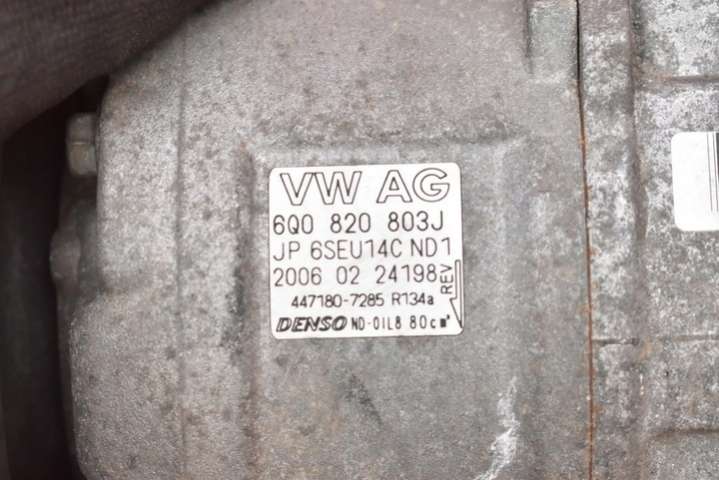 VW AG
6Q0 820 803J
JP 6SEU14C ND1
2006 02 24198
REV
447180-7285 R134a
DENSO ND-OIL8 80cm³